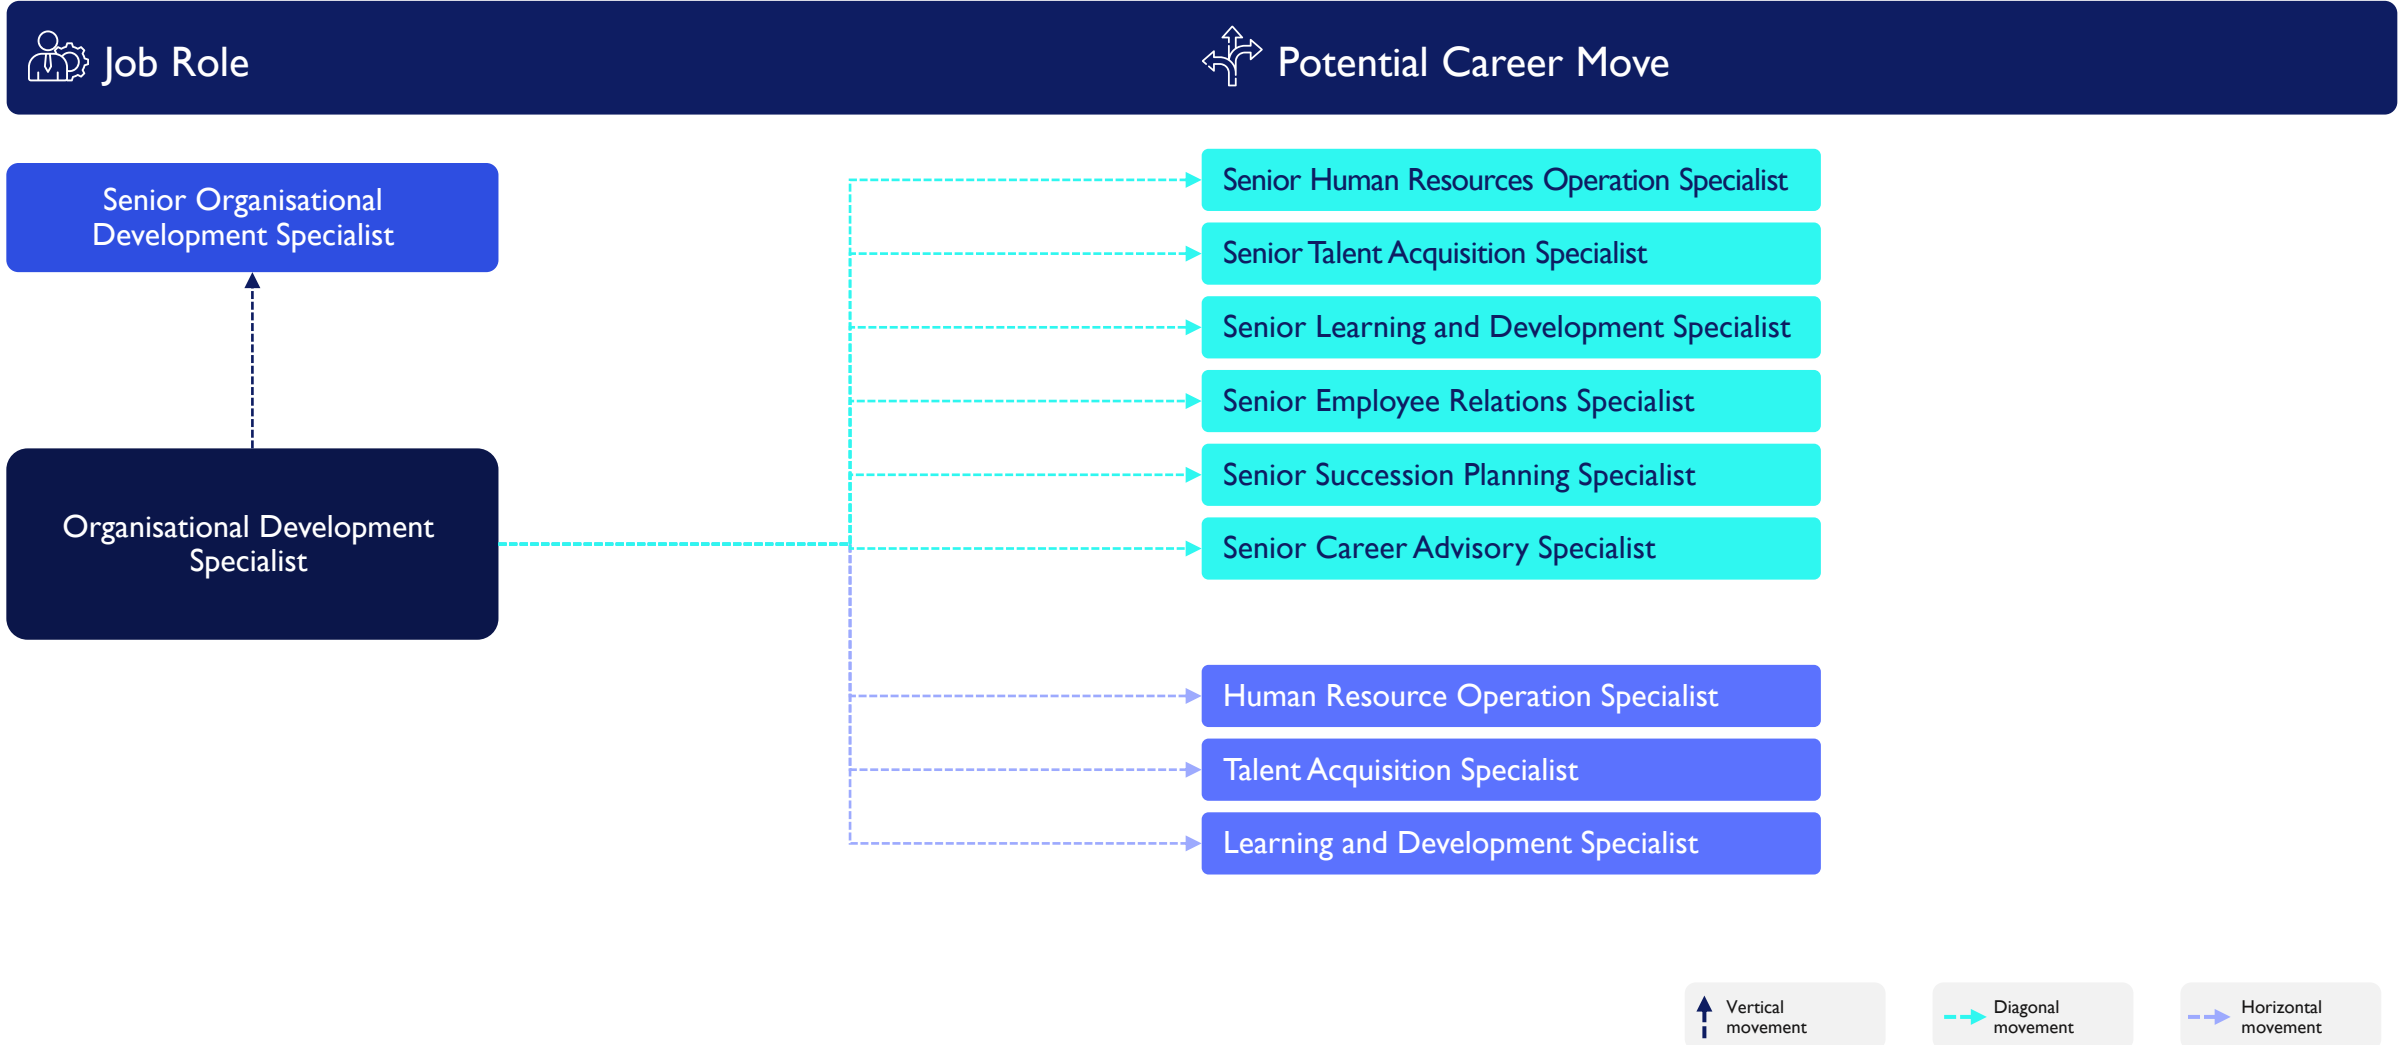 Job Role
Potential Career Move
Senior Organisational
Development Specialist
Organisational Development
Specialist
Senior Human Resources Operation Specialist
Senior Talent Acquisition Specialist
Senior Learning and Development Specialist
Senior Employee Relations Specialist
Senior Succession Planning Specialist
Senior Career Advisory Specialist
Human Resource Operation Specialist
Talent Acquisition Specialist
Learning and Development Specialist
Vertical
movement
Diagonal
movement
Horizontal
movement